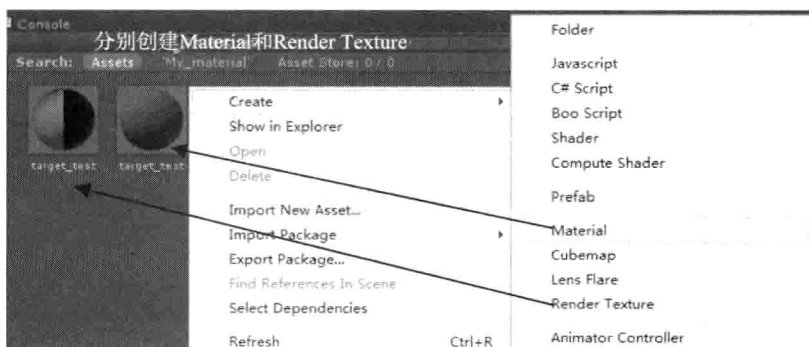 Console
分别创建Material和Render Texture
Search: Assets 'My_material' Asset Store: 0 / 0
target_test
target_test
Create
Show in Explorer
Open
Delete
Import New Asset...
Import Package
Export Package...
Find References In Scene
Select Dependencies
Refresh Ctrl+R
Folder
Javascript
C# Script
Boo Script
Shader
Compute Shader
Prefab
Material
Cubemap
Lens Flare
Render Texture
Animator Controller